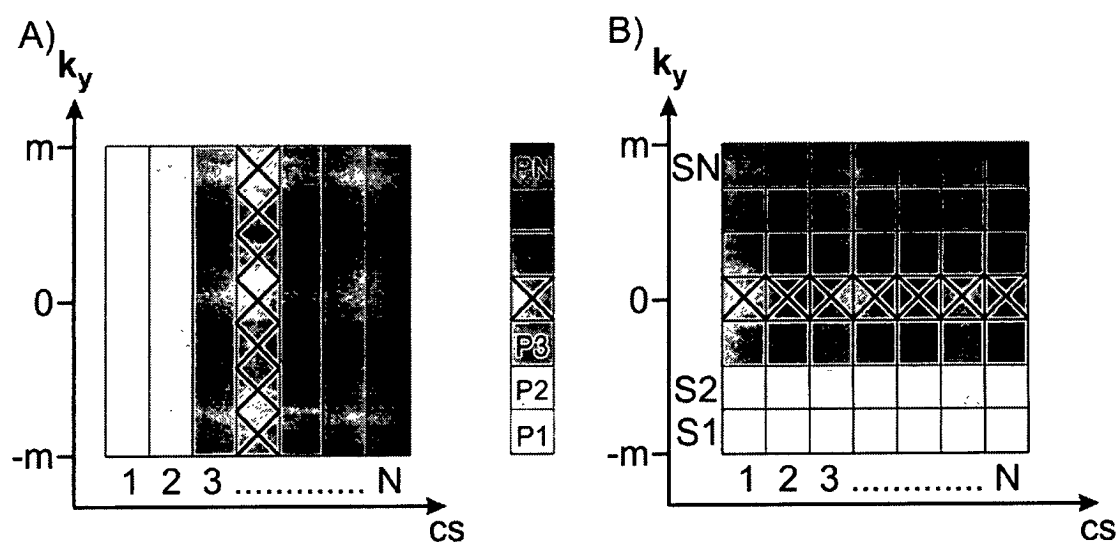 A)
k_y
m
0
-m
1 2 3 ............. N
cs
PN
P3
P2
P1
B)
k_y
m
SN
0
S2
S1
-m
1 2 3 ............. N
cs